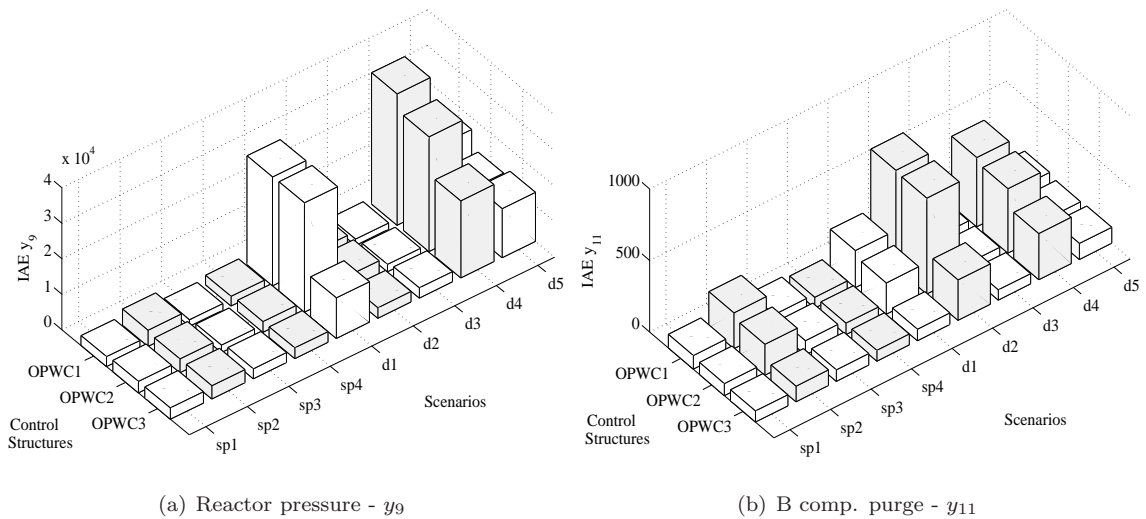 x 10^4
4
3
2
1
0
IAE y_9
OPWC1
OPWC2
OPWC3
Control
Structures
sp1
sp2
sp3
sp4
d1
d2
d3
d4
d5
Scenarios
(a) Reactor pressure - y_9
1000
500
0
IAE y_11
OPWC1
OPWC2
OPWC3
Control
Structures
sp1
sp2
sp3
sp4
d1
d2
d3
d4
d5
Scenarios
(b) B comp. purge - y_11